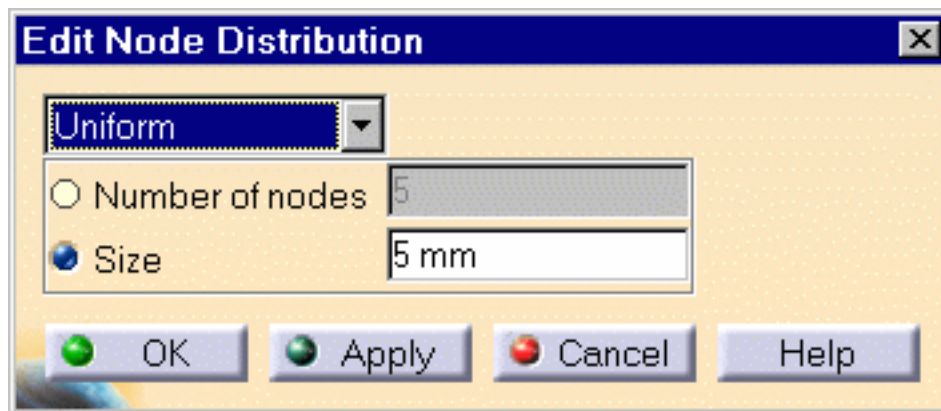 Edit Node Distribution
Uniform
Number of nodes 5
Size 5 mm
OK Apply Cancel Help